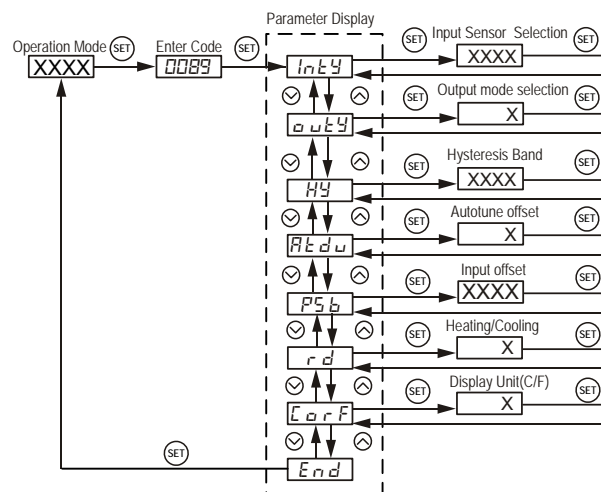 Parameter Display
Operation Mode SET Enter Code SET SET Input Sensor Selection SET
XXXX 0089 IntY XXXX
SET Output mode selection SET
outY X
SET Hysteresis Band SET
HY XXXX
SET Autotune offset SET
Atdu X
SET Input offset SET
PSb XXXX
SET Heating/Cooling SET
rd X
SET Display Unit(C/F) SET
CorF X
SET
End